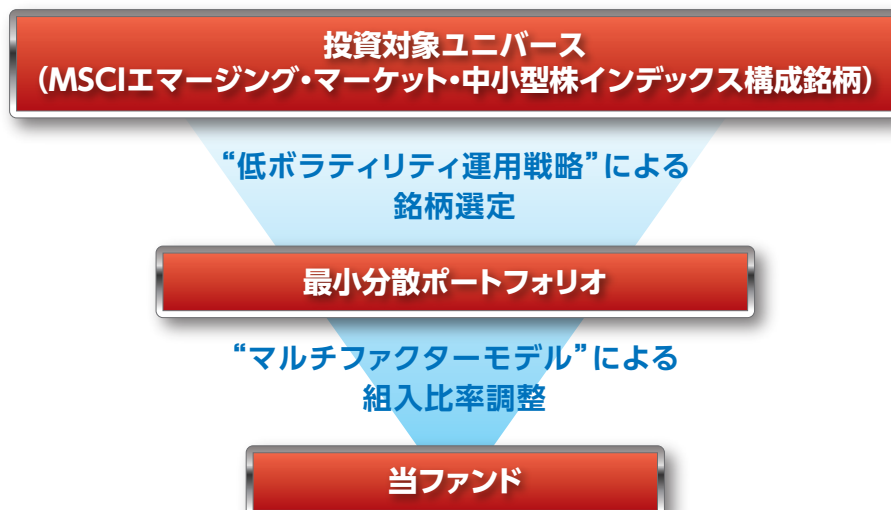 投資対象ユニバース
（MSCIエマージング・マーケット・中小型株インデックス構成銘柄）
“低ボラティリティ運用戦略”による
銘柄選定
最小分散ポートフォリオ
“マルチファクターモデル”による
組入比率調整
当ファンド